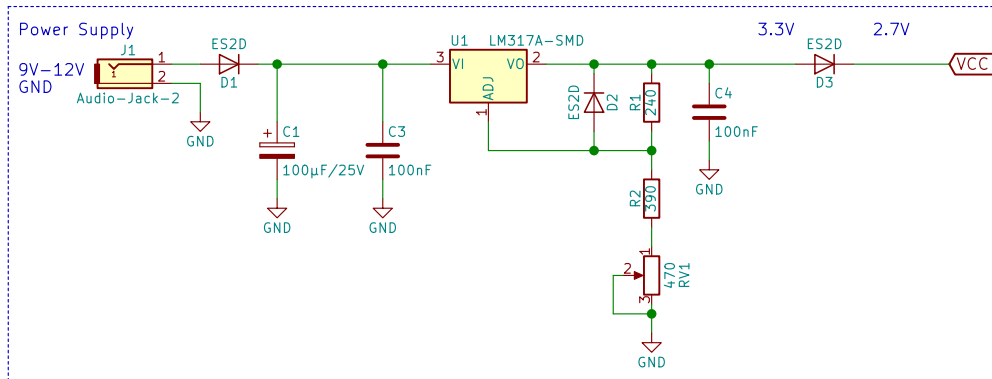 Power Supply
J1
1
2
1
9V-12V
GND
Audio-Jack-2
GND
ES2D
D1
+
C1
100µF/25V
GND
C3
100nF
GND
U1
LM317A-SMD
3
VI
VO
2
ADJ
1
ES2D
D2
R1
240
C4
100nF
GND
R2
390
1
2
3
470
RV1
GND
3.3V
ES2D
D3
2.7V
VCC